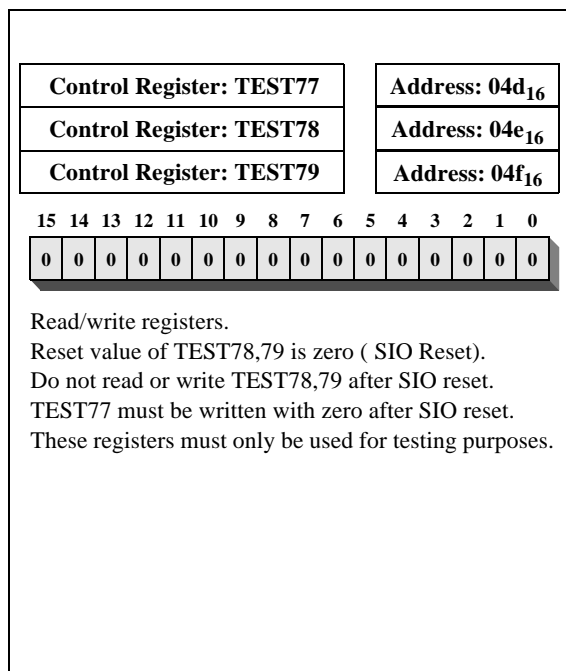 Control Register: TEST77 Address: 04d16
Control Register: TEST78 Address: 04e16
Control Register: TEST79 Address: 04f16
15 14 13 12 11 10 9 8 7 6 5 4 3 2 1 0
0 0 0 0 0 0 0 0 0 0 0 0 0 0 0 0
Read/write registers.
Reset value of TEST78,79 is zero ( SIO Reset).
Do not read or write TEST78,79 after SIO reset.
TEST77 must be written with zero after SIO reset.
These registers must only be used for testing purposes.